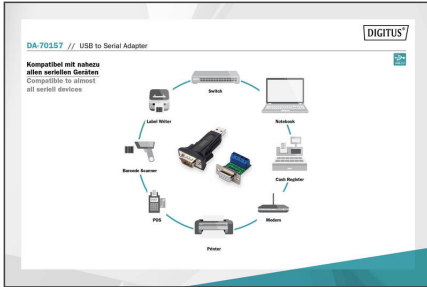 DIGITUS®
DA-70157 // USB to Serial Adapter
Kompatibel mit nahezu
allen seriellen Geräten
Compatible to almost
all seriell devices
Switch
Label Writer
Notebook
Barcode Scanner
Cash Register
POS
Modem
Printer